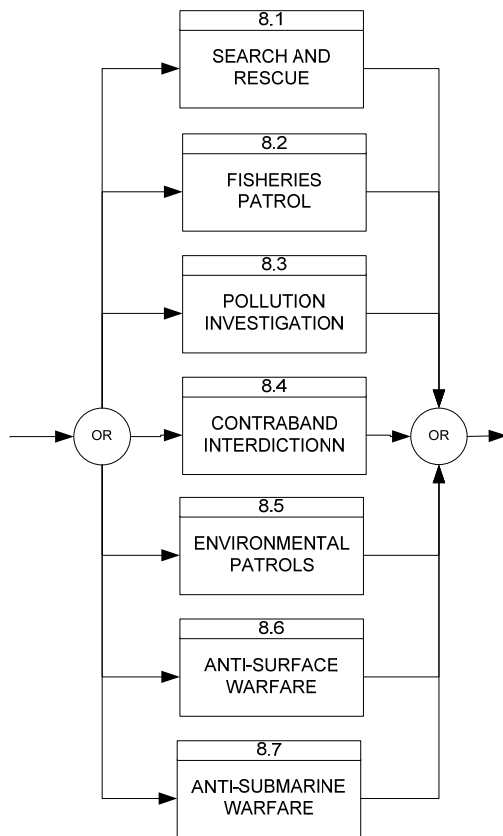 8.1
SEARCH AND
RESCUE
8.2
FISHERIES
PATROL
8.3
POLLUTION
INVESTIGATION
8.4
OR
CONTRABAND
INTERDICTIONN
OR
8.5
ENVIRONMENTAL
PATROLS
8.6
ANTI-SURFACE
WARFARE
8.7
ANTI-SUBMARINE
WARFARE